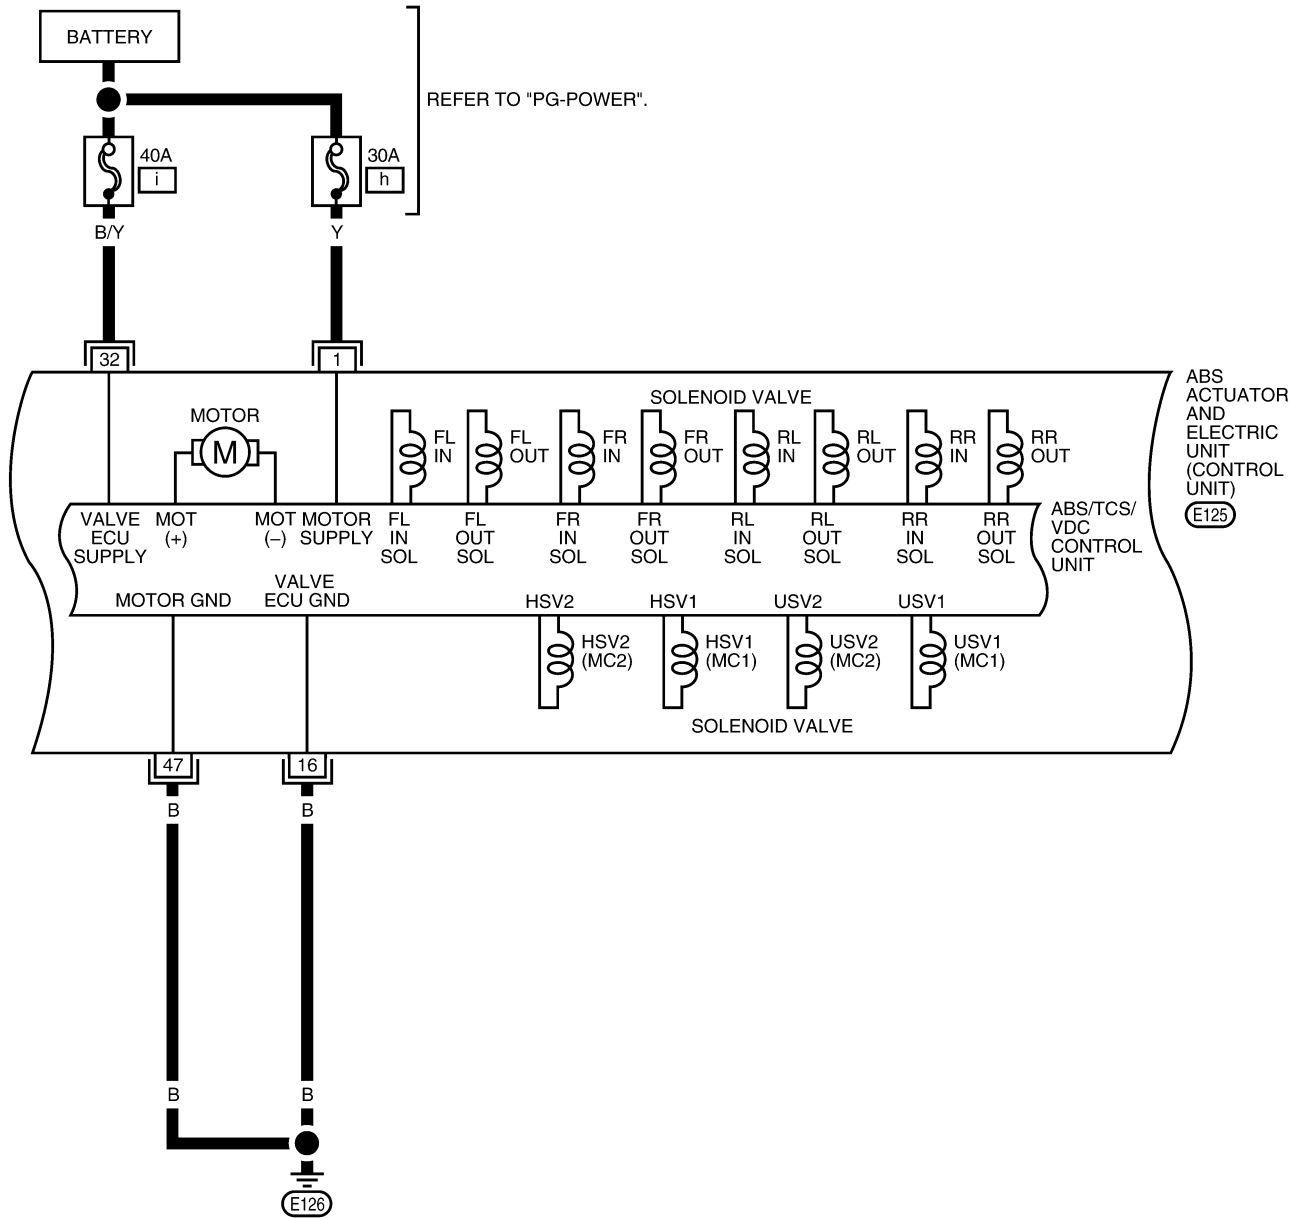 BATTERY
REFER TO "PG-POWER".
40A
i
30A
h
B/Y
Y
32
1
ABS
ACTUATOR
AND
ELECTRIC
UNIT
(CONTROL
UNIT)
E125
SOLENOID VALVE
MOTOR
M
FL
IN
FL
OUT
FR
IN
FR
OUT
RL
IN
RL
OUT
RR
IN
RR
OUT
VALVE
ECU
SUPPLY
MOT
(+)
MOT
(–)
MOTOR
SUPPLY
FL
IN
SOL
FL
OUT
SOL
FR
IN
SOL
FR
OUT
SOL
RL
IN
SOL
RL
OUT
SOL
RR
IN
SOL
RR
OUT
SOL
ABS/TCS/
VDC
CONTROL
UNIT
MOTOR GND
VALVE
ECU GND
HSV2
HSV1
USV2
USV1
HSV2
(MC2)
HSV1
(MC1)
USV2
(MC2)
USV1
(MC1)
SOLENOID VALVE
47
16
B
B
B
B
E126